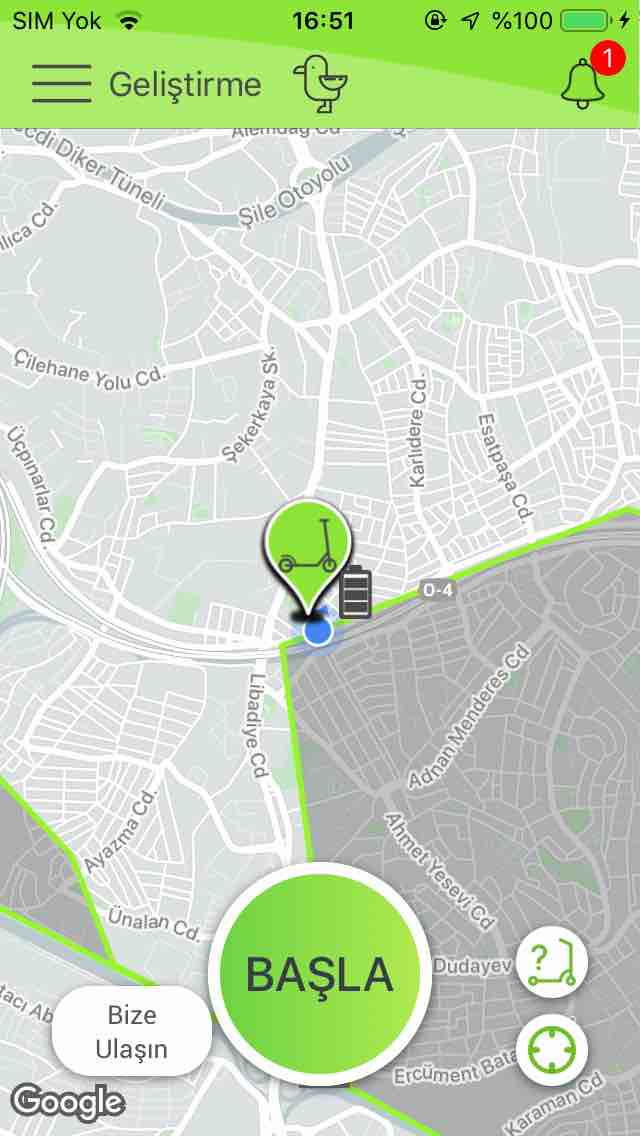 SIM Yok 16:51 %100
Geliştirme 1
Alemdağ Cd
Diker Tüneli
Şile Otoyolu
Çilehane Yolu Cd.
Şekerkaya Sk.
Karlıdere Cd.
Esatpaşa Cd.
Üçpınarlar Cd.
O-4
Libadiye Cd
Adnan Menderes Cd
Ayazma Cd.
Ahmet Yesevi Cd
Ünalan Cd.
BAŞLA
Dudayev
?
Bize
Ulaşın
Ercüment Bata
Karaman Cd
Google